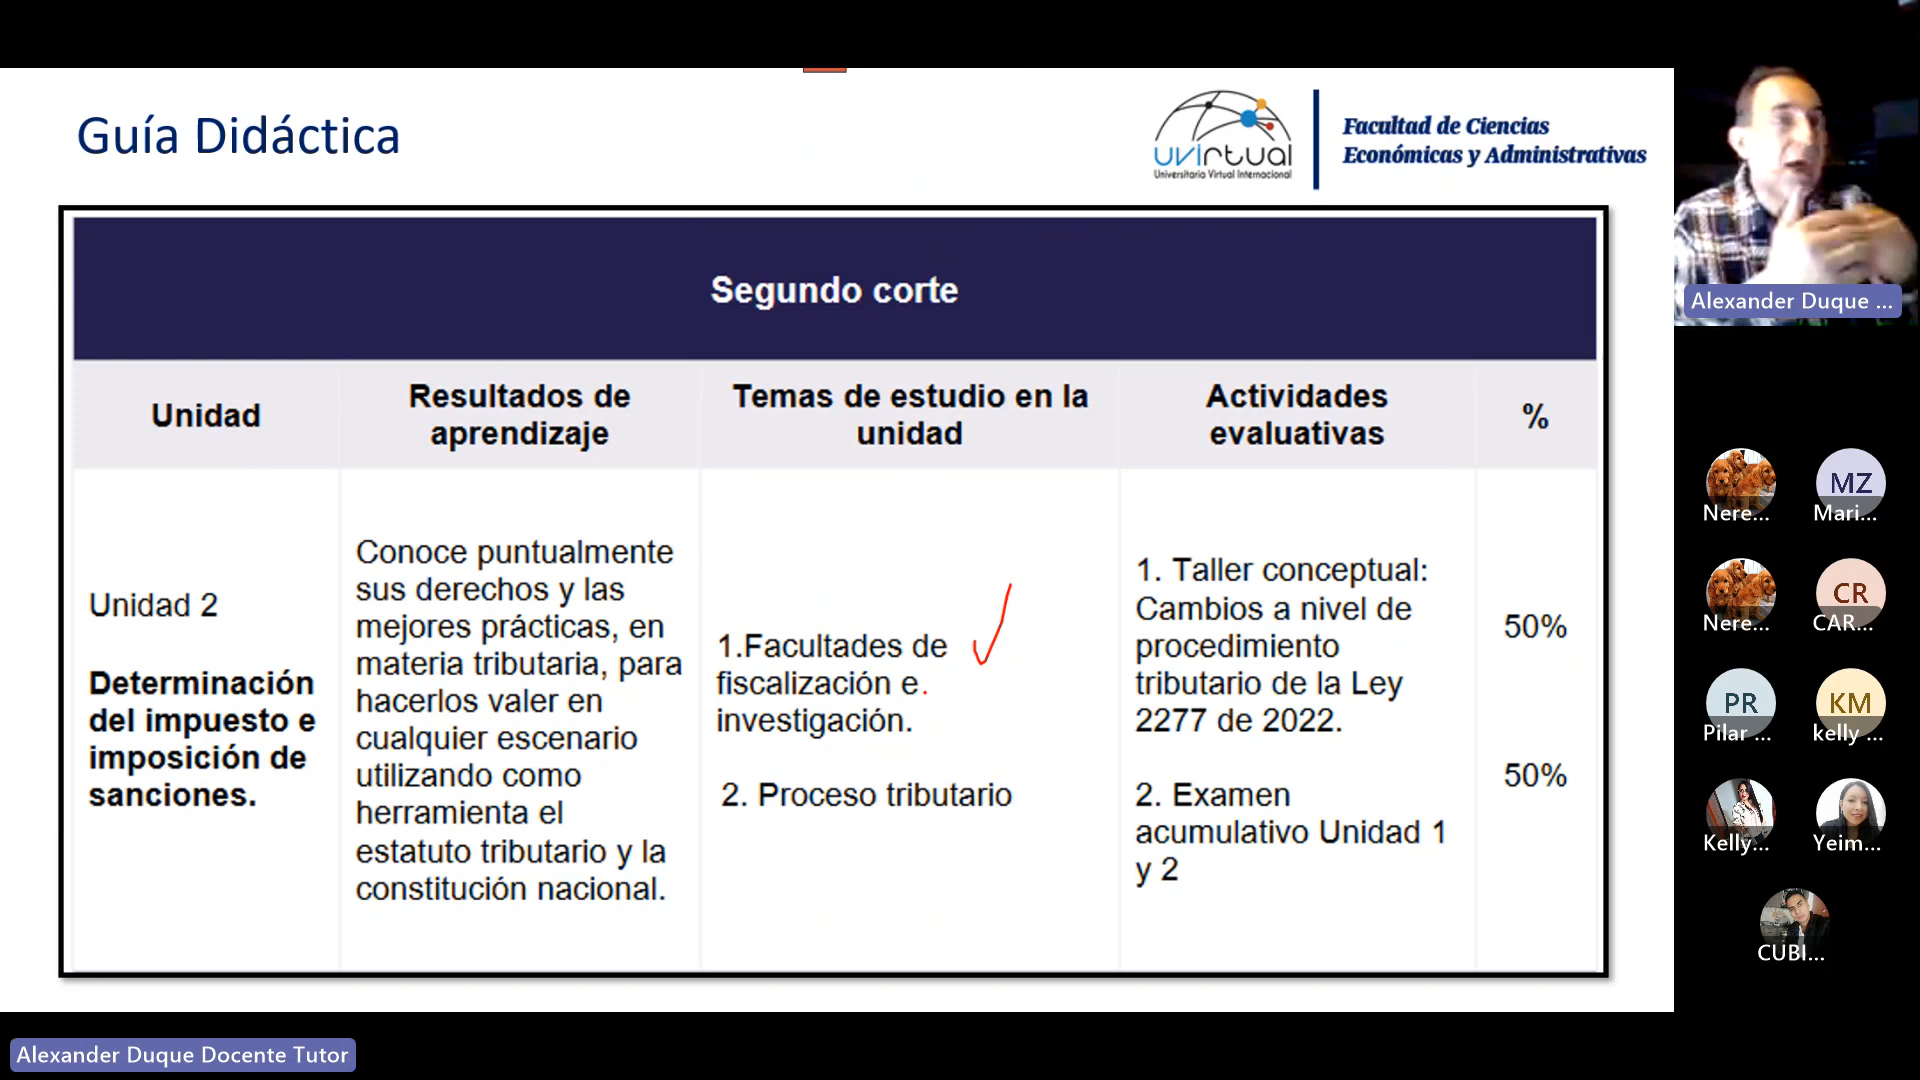 Guía Didáctica
uvirtual
Universitaria Virtual Internacional
Facultad de Ciencias
Económicas y Administrativas
Segundo corte
Unidad
Resultados de
aprendizaje
Temas de estudio en la
unidad
Actividades
evaluativas
%
Unidad 2
Determinación
del impuesto e
imposición de
sanciones.
Conoce puntualmente
sus derechos y las
mejores prácticas, en
materia tributaria, para
hacerlos valer en
cualquier escenario
utilizando como
herramienta el
estatuto tributario y la
constitución nacional.
1.Facultades de
fiscalización e
investigación.
2. Proceso tributario
1. Taller conceptual:
Cambios a nivel de
procedimiento
tributario de la Ley
2277 de 2022.
2. Examen
acumulativo Unidad 1
y 2
50%
50%
Alexander Duque ...
Nere...
MZ
Mari...
Nere...
CR
CAR...
PR
Pilar ...
KM
kelly ...
Kelly...
Yeim...
CUBI...
Alexander Duque Docente Tutor